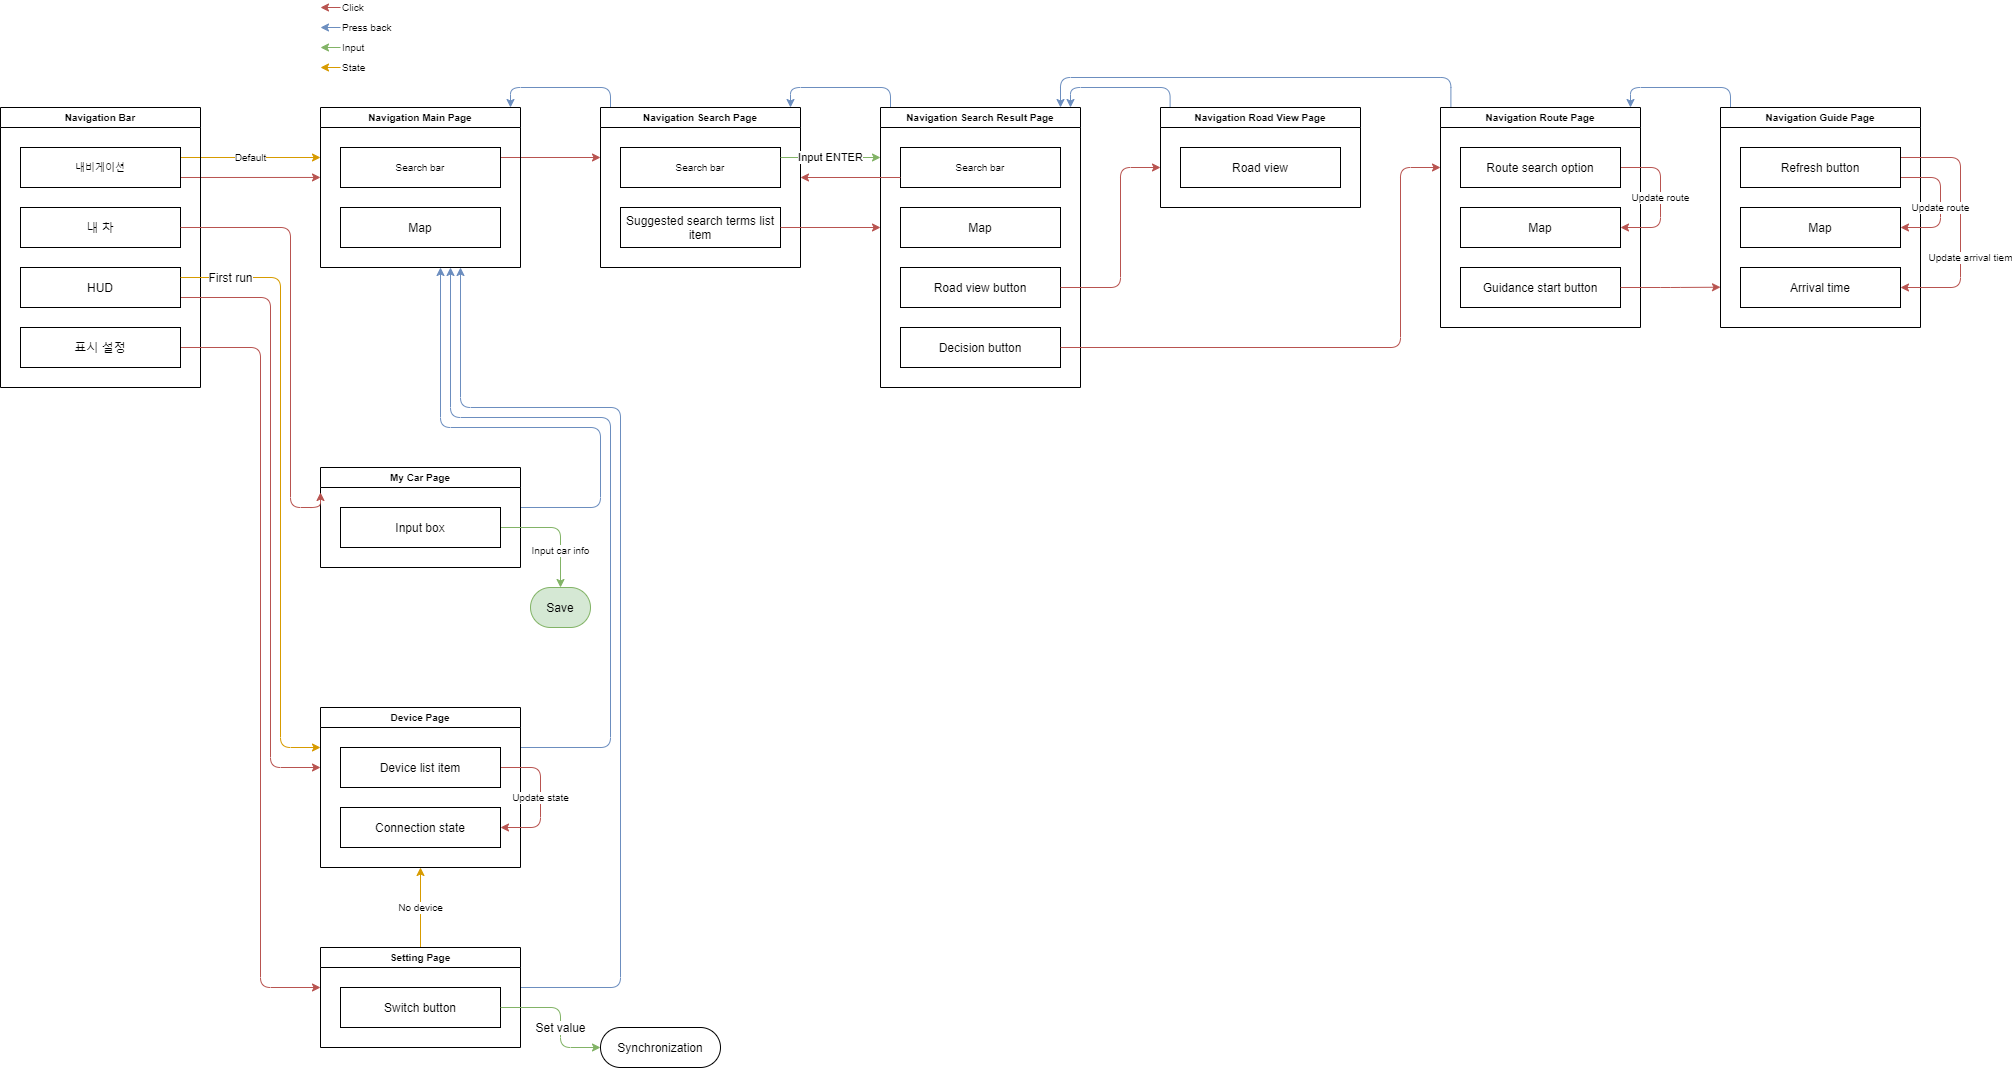 Click
Press back
Input
State
Navigation Bar
내비게이션
내 차
HUD
표시 설정
Default
First run
Navigation Main Page
Search bar
Map
Navigation Search Page
Search bar
Suggested search terms list
item
Input ENTER
Navigation Search Result Page
Search bar
Map
Road view button
Decision button
Navigation Road View Page
Road view
Navigation Route Page
Route search option
Map
Guidance start button
Update route
Navigation Guide Page
Refresh button
Map
Arrival time
Update route
Update arrival tiem
My Car Page
Input box
Input car info
Save
Device Page
Device list item
Connection state
Update state
No device
Setting Page
Switch button
Set value
Synchronization